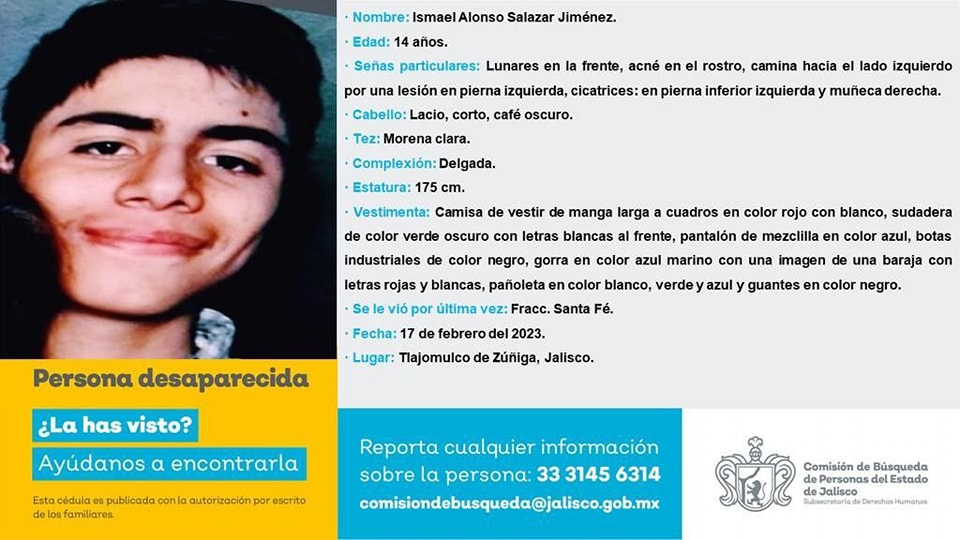 · Nombre: Ismael Alonso Salazar Jiménez.
· Edad: 14 años.
· Señas particulares: Lunares en la frente, acné en el rostro, camina hacia el lado izquierdo
por una lesión en pierna izquierda, cicatrices: en pierna inferior izquierda y muñeca derecha.
· Cabello: Lacio, corto, café oscuro.
· Tez: Morena clara.
· Complexión: Delgada.
· Estatura: 175 cm.
· Vestimenta: Camisa de vestir de manga larga a cuadros en color rojo con blanco, sudadera
de color verde oscuro con letras blancas al frente, pantalón de mezclilla en color azul, botas
industriales de color negro, gorra en color azul marino con una imagen de una baraja con
letras rojas y blancas, pañoleta en color blanco, verde y azul y guantes en color negro.
· Se le vió por última vez: Fracc. Santa Fé.
· Fecha: 17 de febrero del 2023.
· Lugar: Tlajomulco de Zúñiga, Jalisco.
Persona desaparecida
¿La has visto?
Ayúdanos a encontrarla
Esta cédula es publicada con la autorización por escrito
de los familiares.
Reporta cualquier información
sobre la persona: 33 3145 6314
comisiondebusqueda@jalisco.gob.mx
Comisión de Búsqueda
de Personas del Estado
de Jalisco
Subsecretaría de Derechos Humanos